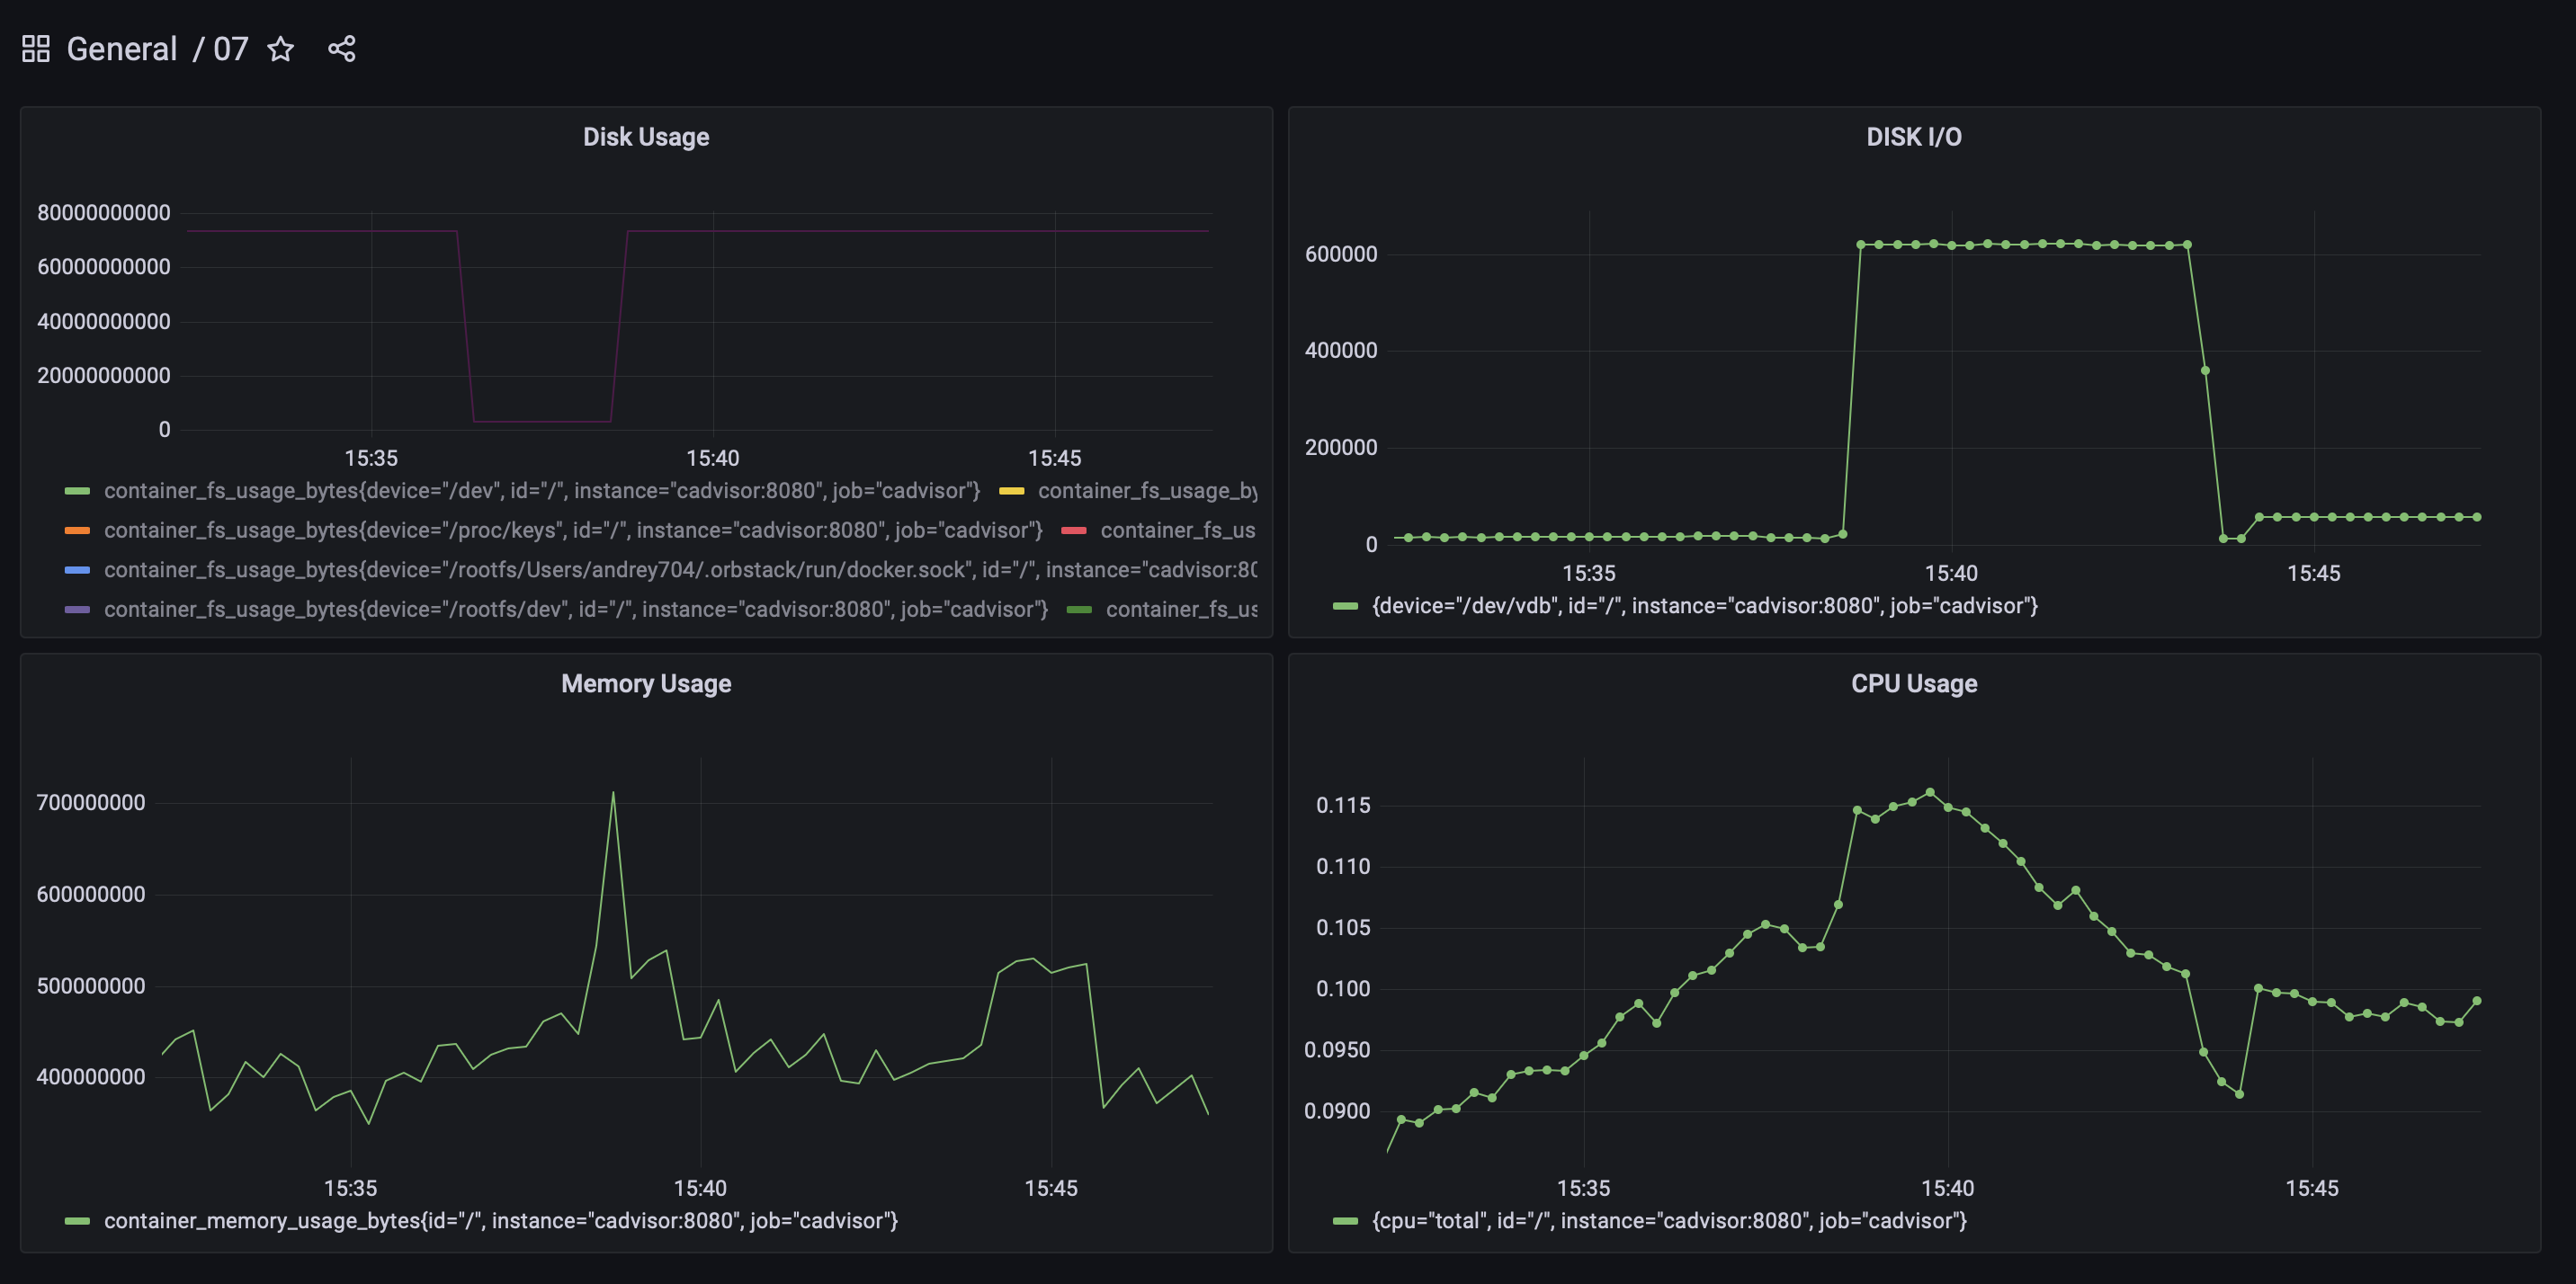 General / 07
Disk Usage
80000000000
60000000000
40000000000
20000000000
0
15:35 15:40 15:45
container_fs_usage_bytes{device="/dev", id="/", instance="cadvisor:8080", job="cadvisor"} container_fs_usage_by
container_fs_usage_bytes{device="/proc/keys", id="/", instance="cadvisor:8080", job="cadvisor"} container_fs_us
container_fs_usage_bytes{device="/rootfs/Users/andrey704/.orbstack/run/docker.sock", id="/", instance="cadvisor:80
container_fs_usage_bytes{device="/rootfs/dev", id="/", instance="cadvisor:8080", job="cadvisor"} container_fs_us
DISK I/O
600000
400000
200000
0
15:35 15:40 15:45
{device="/dev/vdb", id="/", instance="cadvisor:8080", job="cadvisor"}
Memory Usage
700000000
600000000
500000000
400000000
15:35 15:40 15:45
container_memory_usage_bytes{id="/", instance="cadvisor:8080", job="cadvisor"}
CPU Usage
0.115
0.110
0.105
0.100
0.0950
0.0900
15:35 15:40 15:45
{cpu="total", id="/", instance="cadvisor:8080", job="cadvisor"}